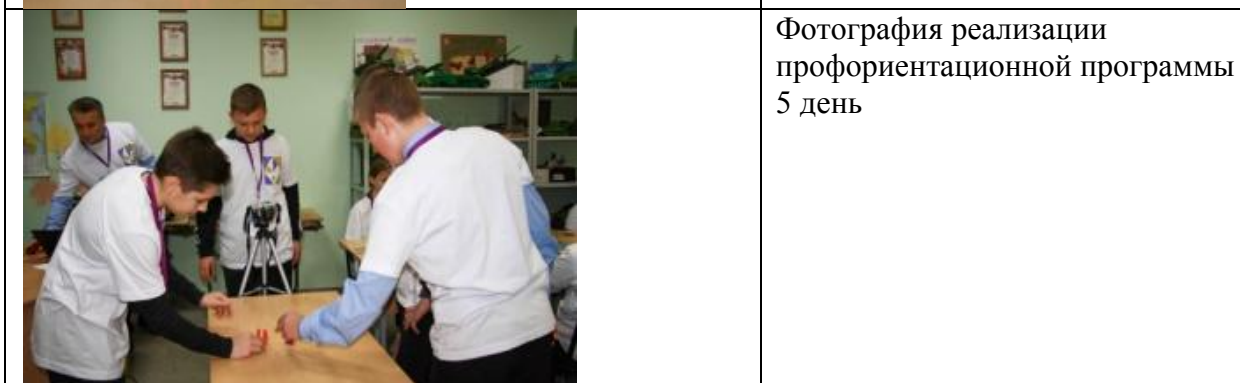 Фотография реализации
профориентационной программы
5 день